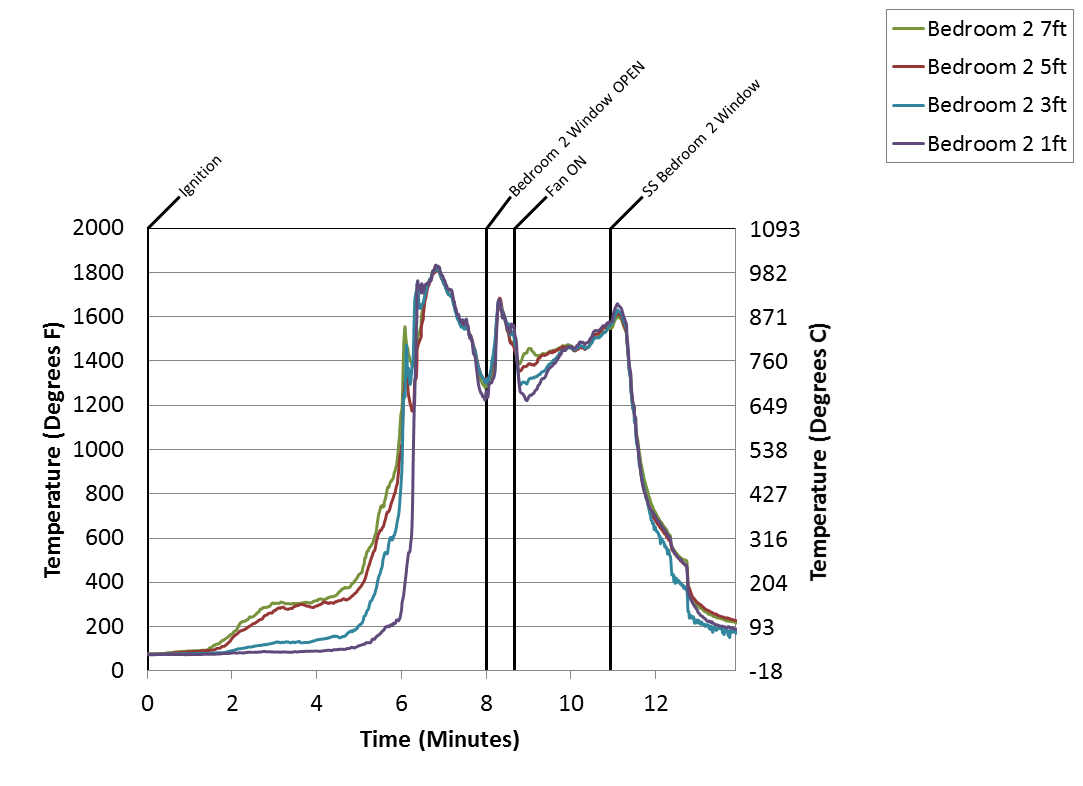 Bedroom 2 7ft
Bedroom 2 5ft
Bedroom 2 3ft
Bedroom 2 1ft
Ignition
Bedroom 2 Window OPEN
Fan ON
SS Bedroom 2 Window
2000
1800
1600
1400
1200
1000
800
600
400
200
0
Temperature (Degrees F)
1093
982
871
760
649
538
427
316
204
93
-18
Temperature (Degrees C)
0 2 4 6 8 10 12
Time (Minutes)